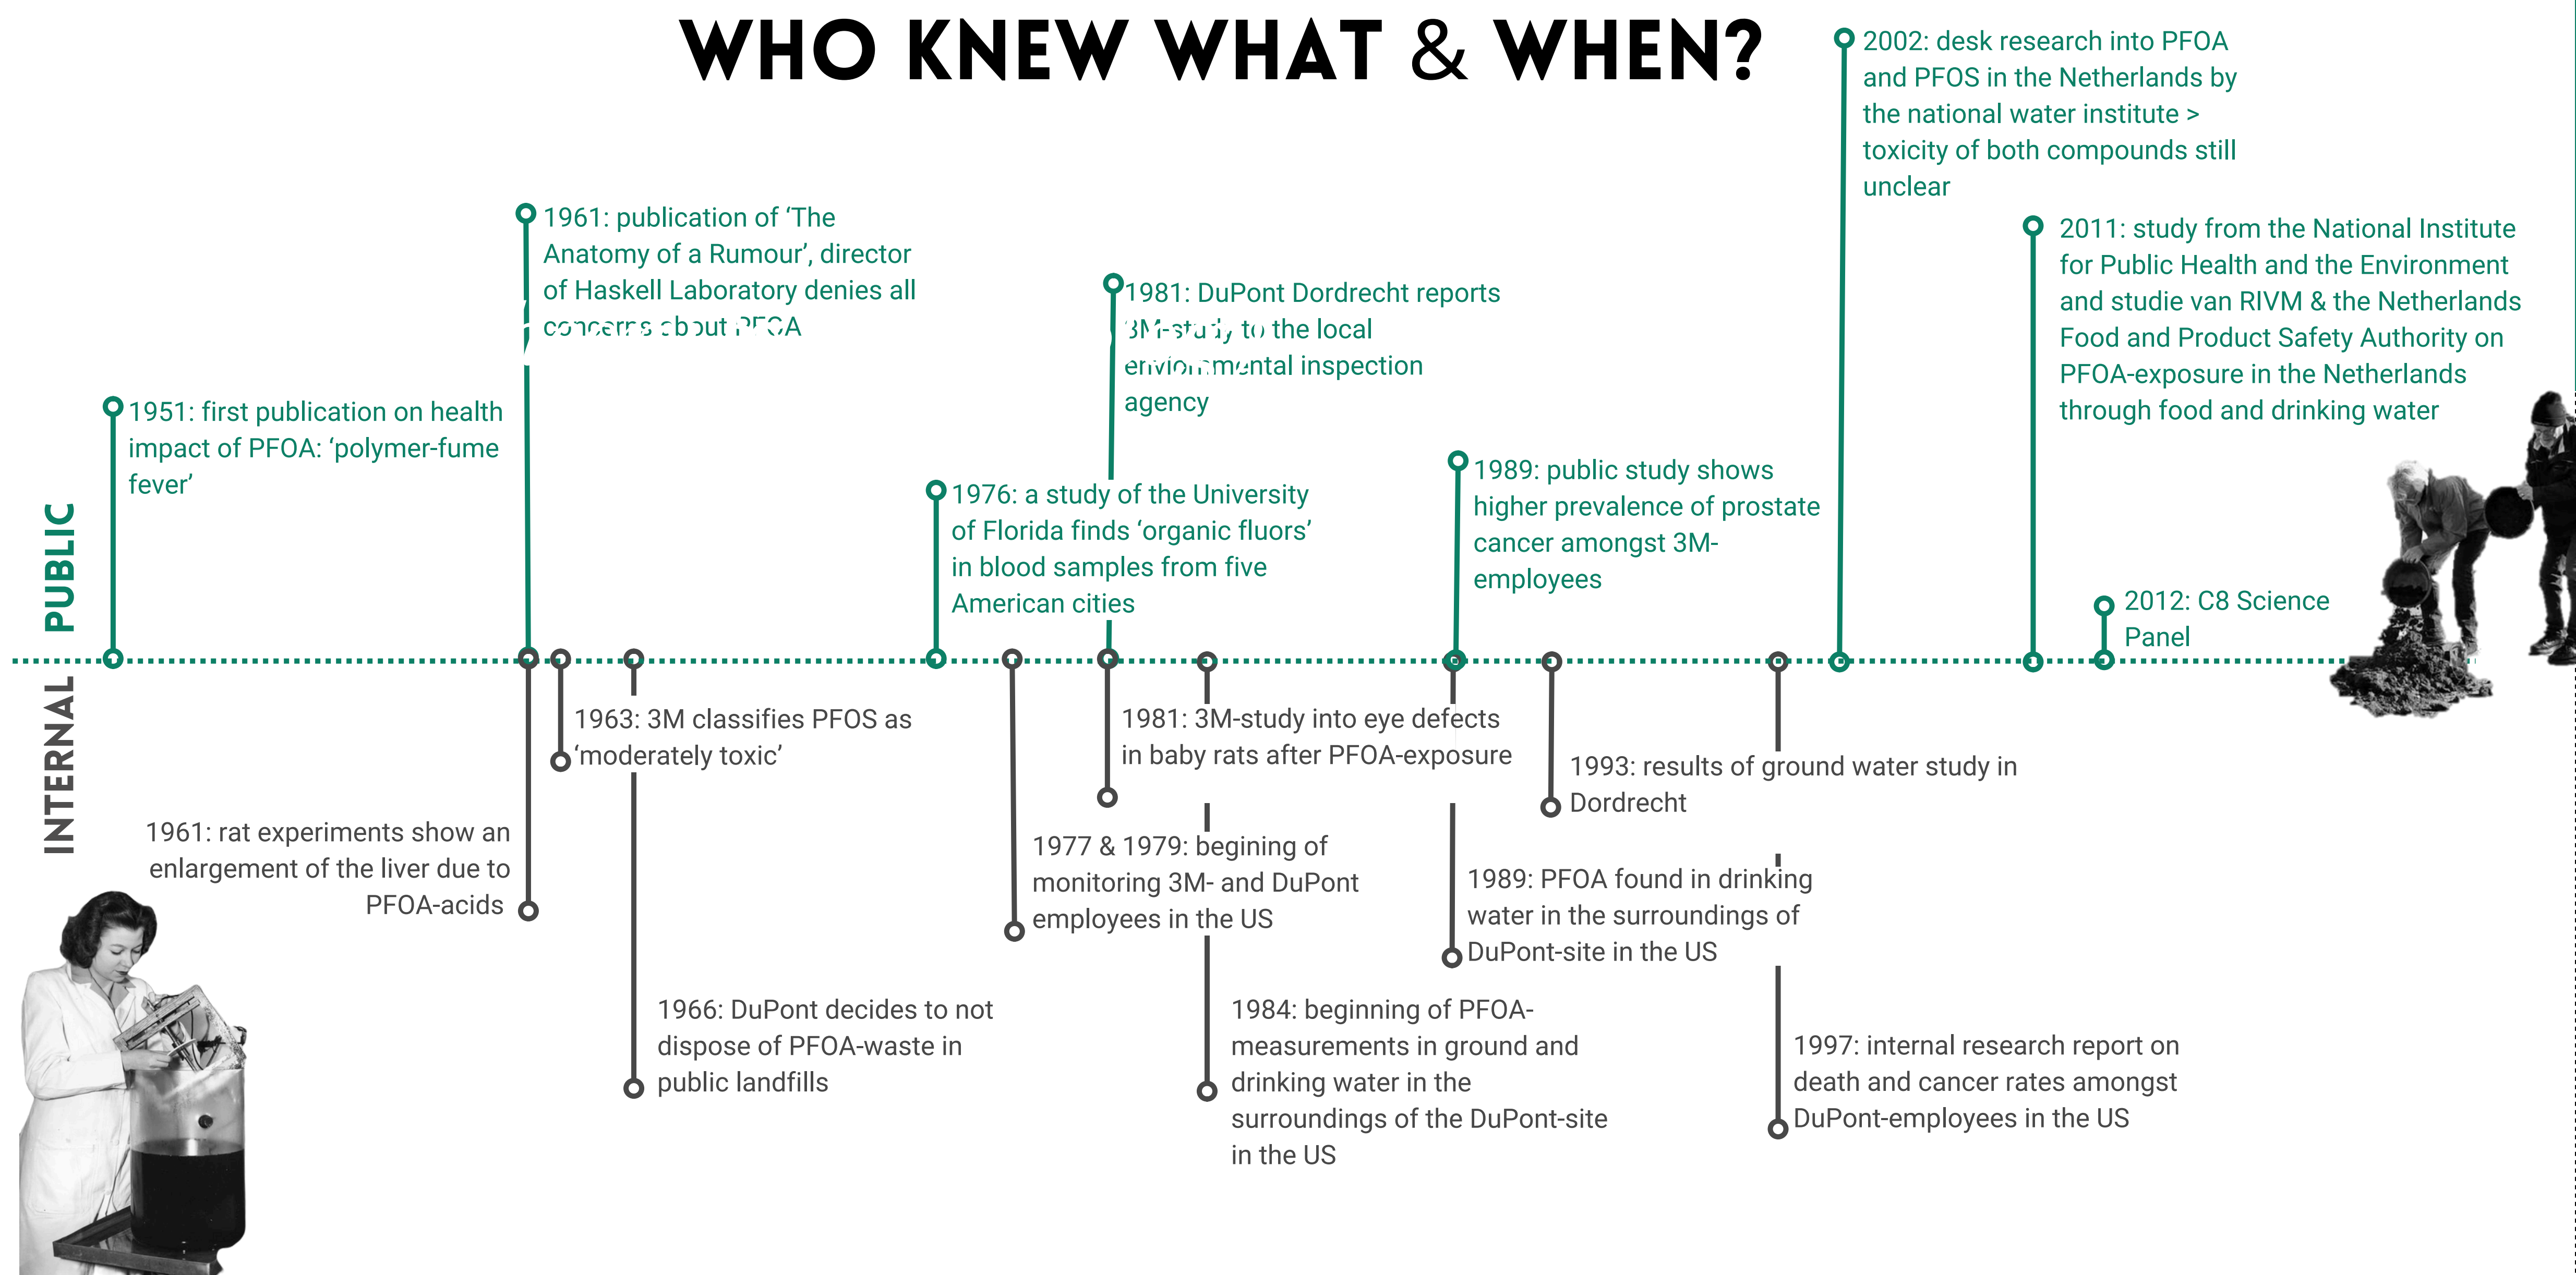 WHO KNEW WHAT & WHEN?
2002: desk research into PFOA
and PFOS in the Netherlands by
the national water institute >
toxicity of both compounds still
unclear
1961: publication of ‘The
Anatomy of a Rumour’, director
of Haskell Laboratory denies all
concerns about PFOA
2011: study from the National Institute
for Public Health and the Environment
and studie van RIVM & the Netherlands
Food and Product Safety Authority on
PFOA-exposure in the Netherlands
through food and drinking water
1981: DuPont Dordrecht reports
3M-study to the local
enviornmental inspection
agency
1951: first publication on health
impact of PFOA: ‘polymer-fume
fever’
1976: a study of the University
of Florida finds ‘organic fluors’
in blood samples from five
American cities
1989: public study shows
higher prevalence of prostate
cancer amongst 3M-
employees
2012: C8 Science
Panel
PUBLIC
INTERNAL
1963: 3M classifies PFOS as
‘moderately toxic’
1981: 3M-study into eye defects
in baby rats after PFOA-exposure
1993: results of ground water study in
Dordrecht
1961: rat experiments show an
enlargement of the liver due to
PFOA-acids
1977 & 1979: begining of
monitoring 3M- and DuPont
employees in the US
1989: PFOA found in drinking
water in the surroundings of
DuPont-site in the US
1966: DuPont decides to not
dispose of PFOA-waste in
public landfills
1984: beginning of PFOA-
measurements in ground and
drinking water in the
surroundings of the DuPont-site
in the US
1997: internal research report on
death and cancer rates amongst
DuPont-employees in the US